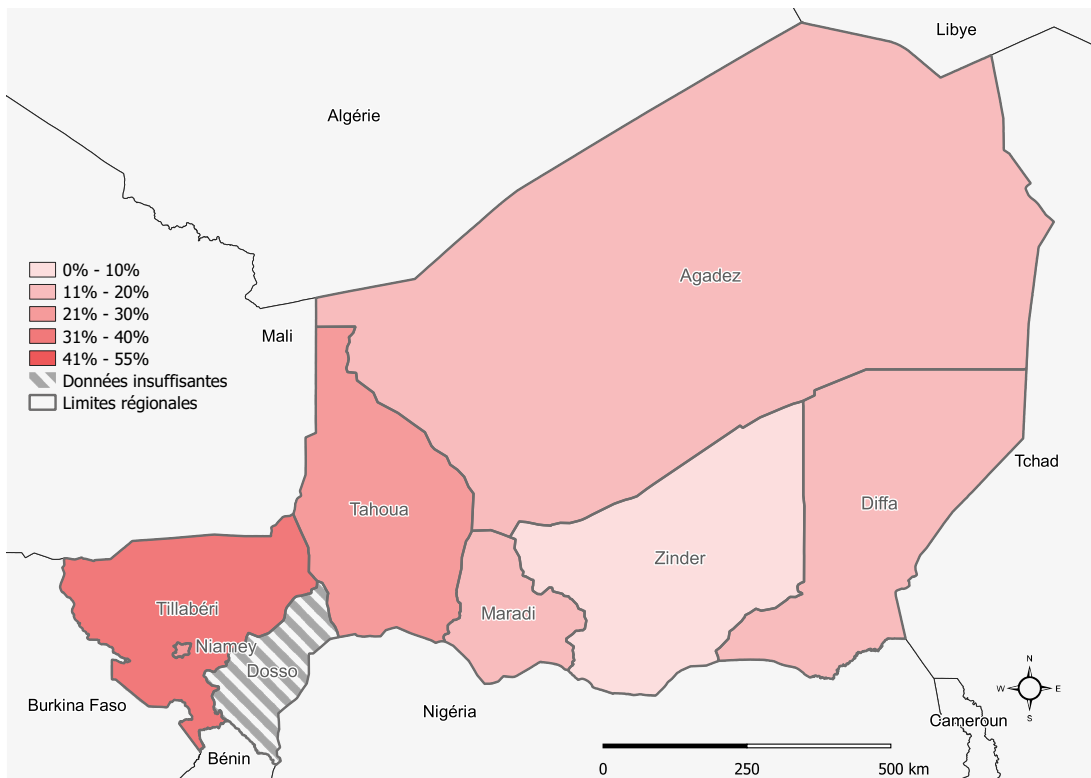 Libye
Algérie
Agadez
0% - 10%
11% - 20%
21% - 30%
31% - 40%
41% - 55%
Données insuffisantes
Limites régionales
Mali
Tchad
Tahoua
Diffa
Zinder
Tillabéri
Maradi
Niamey
Dosso
Burkina Faso
Nigéria
Cameroun
Bénin
N
W E
S
0 250 500 km